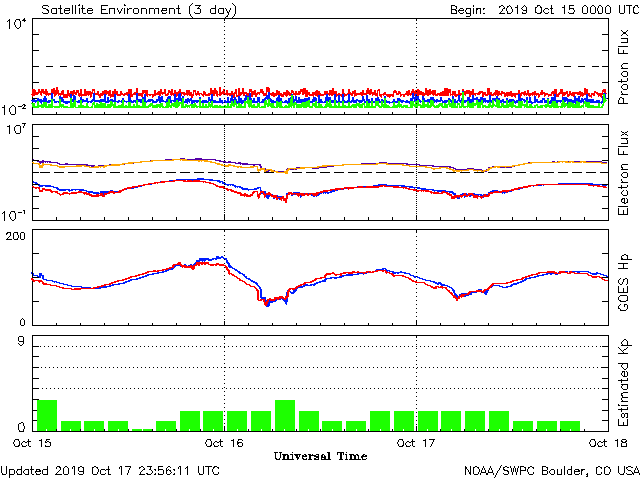 Satellite Environment (3 day) Begin: 2019 Oct 15 0000 UTC
10^4
10^-2
Proton Flux
10^7
10^-1
Electron Flux
200
0
GOES Hp
9
0
Estimated Kp
Oct 15 Oct 16 Oct 17 Oct 18
Universal Time
Updated 2019 Oct 17 23:56:11 UTC NOAA/SWPC Boulder, CO USA